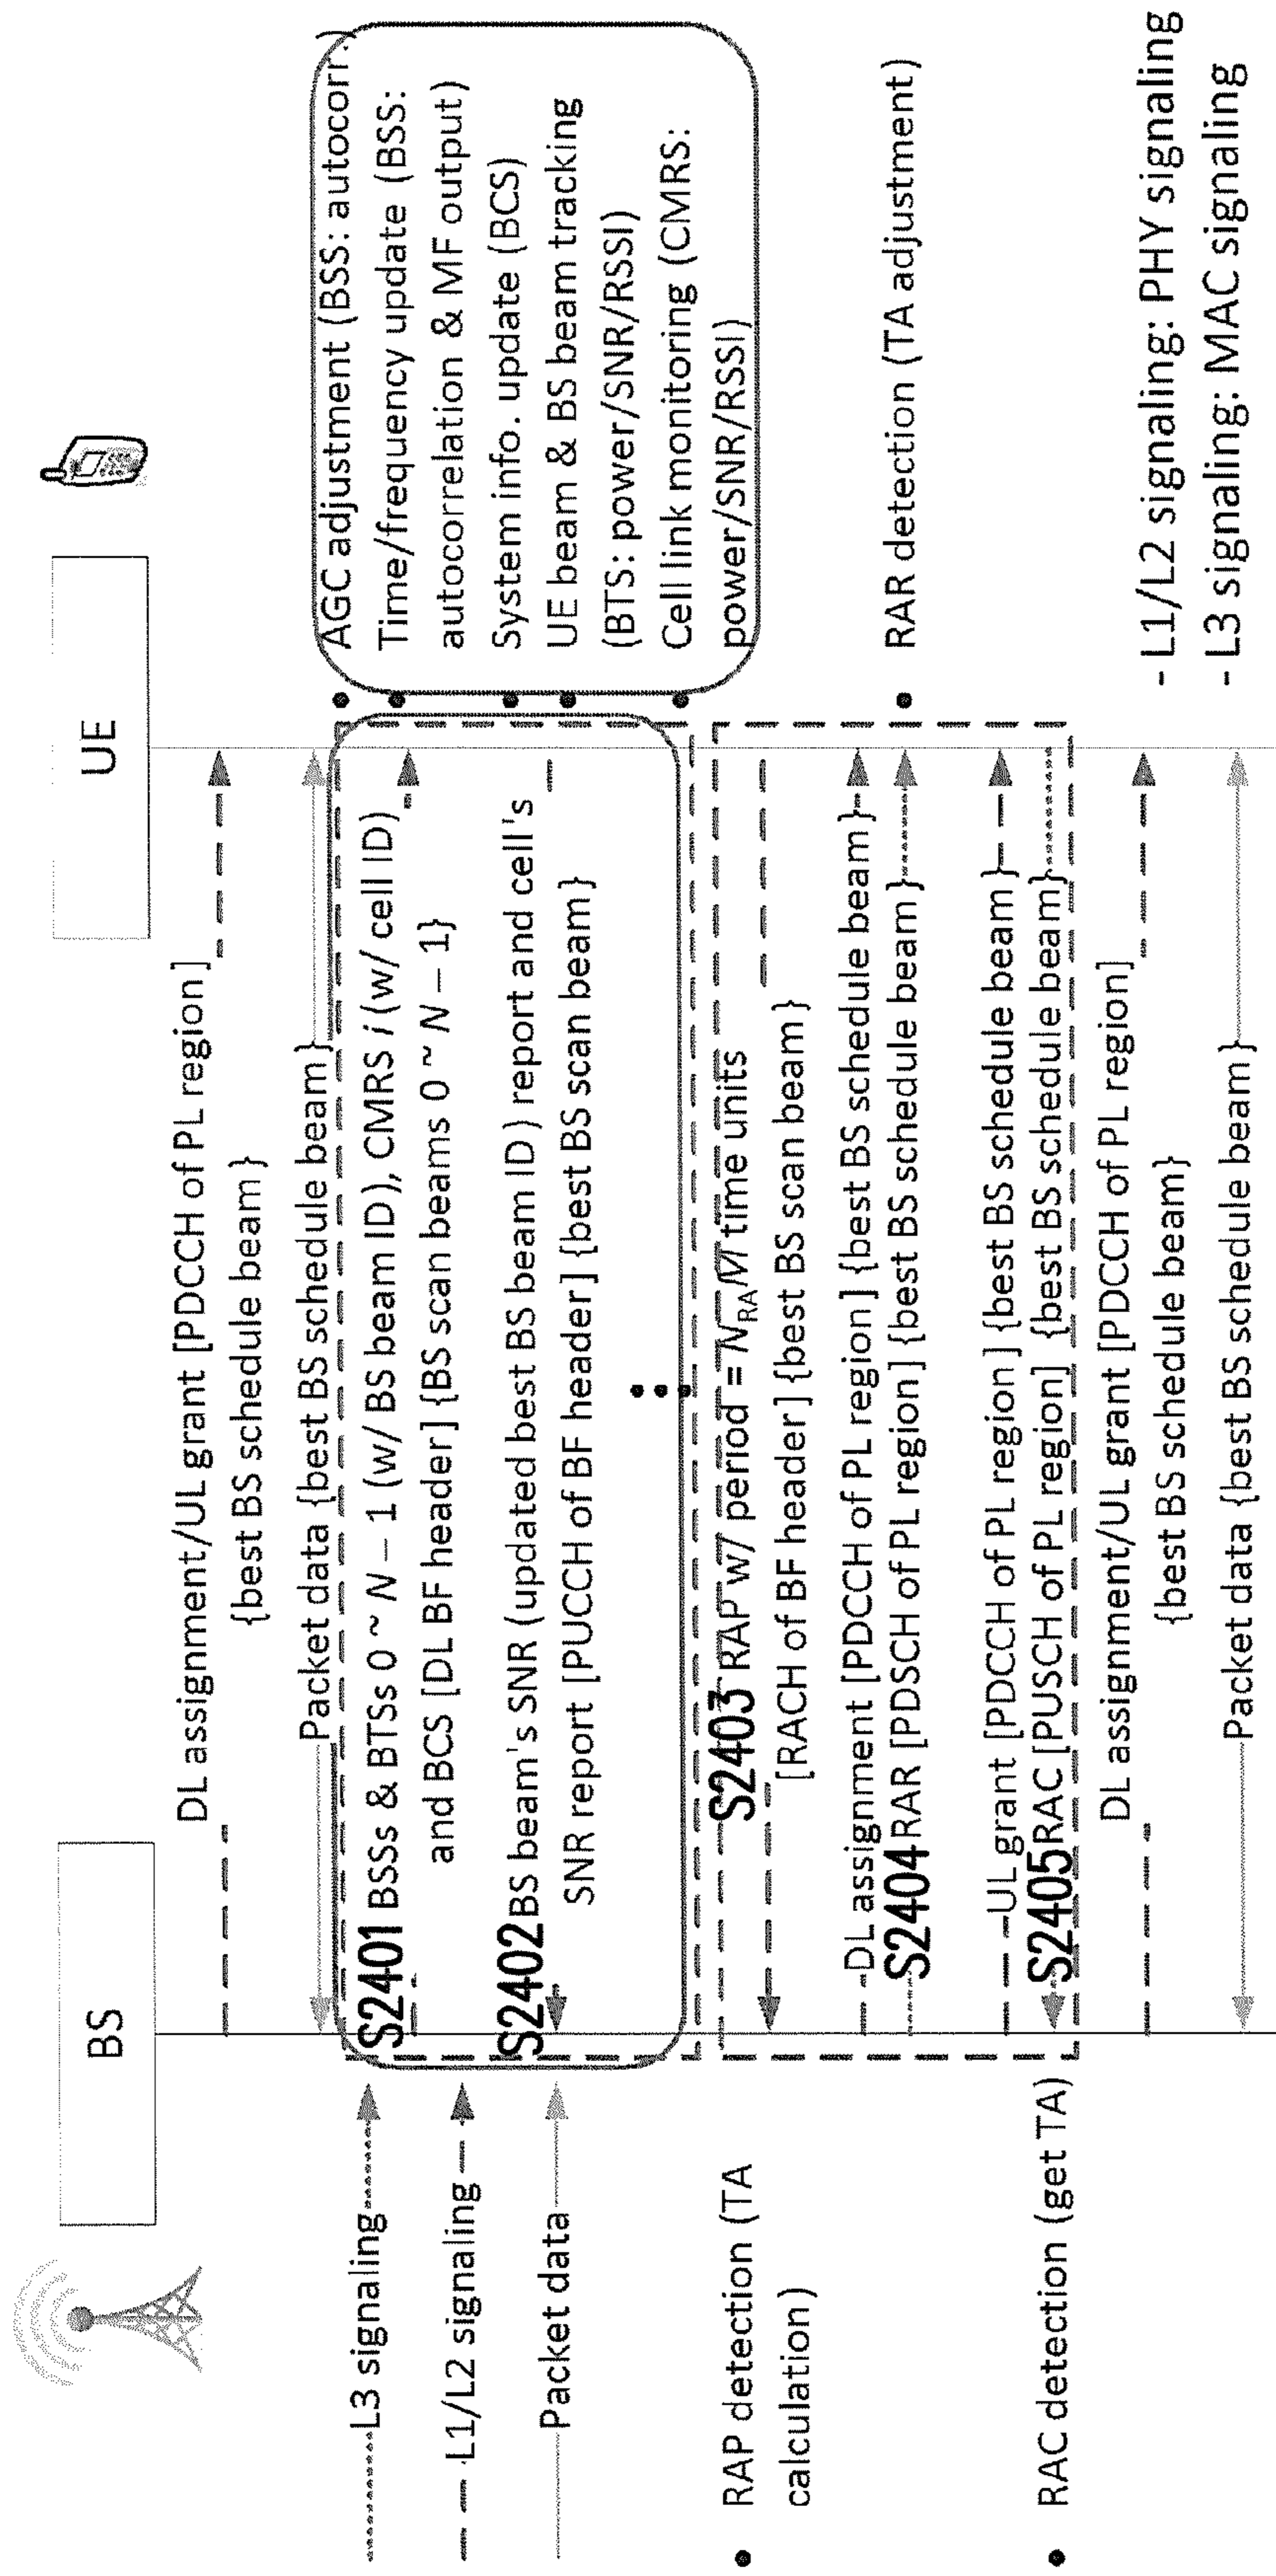 BS
UE
DL assignment/UL grant [PDCCH of PL region]
{best BS schedule beam}
Packet data {best BS schedule beam}
L3 signaling
L1/L2 signaling
Packet data
S2401 BSSs & BTSs 0 ~ N − 1 (w/ BS beam ID), CMRS i (w/ cell ID)
and BCS [DL BF header] {BS scan beams 0 ~ N − 1}
S2402 BS beam's SNR (updated best BS beam ID) report and cell's
SNR report [PUCCH of BF header] {best BS scan beam}
• AGC adjustment (BSS: autocorr.)
• Time/frequency update (BSS:
autocorrelation & MF output)
• System info. update (BCS)
• UE beam & BS beam tracking
(BTS: power/SNR/RSSI)
• Cell link monitoring (CMRS:
power/SNR/RSSI)
• RAP detection (TA
calculation)
S2403 RAP w/ period = N_RA M time units
[RACH of BF header] {best BS scan beam}
DL assignment [PDCCH of PL region] {best BS schedule beam}
S2404 RAR [PDSCH of PL region] {best BS schedule beam}
• RAR detection (TA adjustment)
UL grant [PDCCH of PL region] {best BS schedule beam}
S2405 RAC [PUSCH of PL region] {best BS schedule beam}
• RAC detection (get TA)
DL assignment/UL grant [PDCCH of PL region]
{best BS schedule beam}
Packet data {best BS schedule beam}
- L1/L2 signaling: PHY signaling
- L3 signaling: MAC signaling